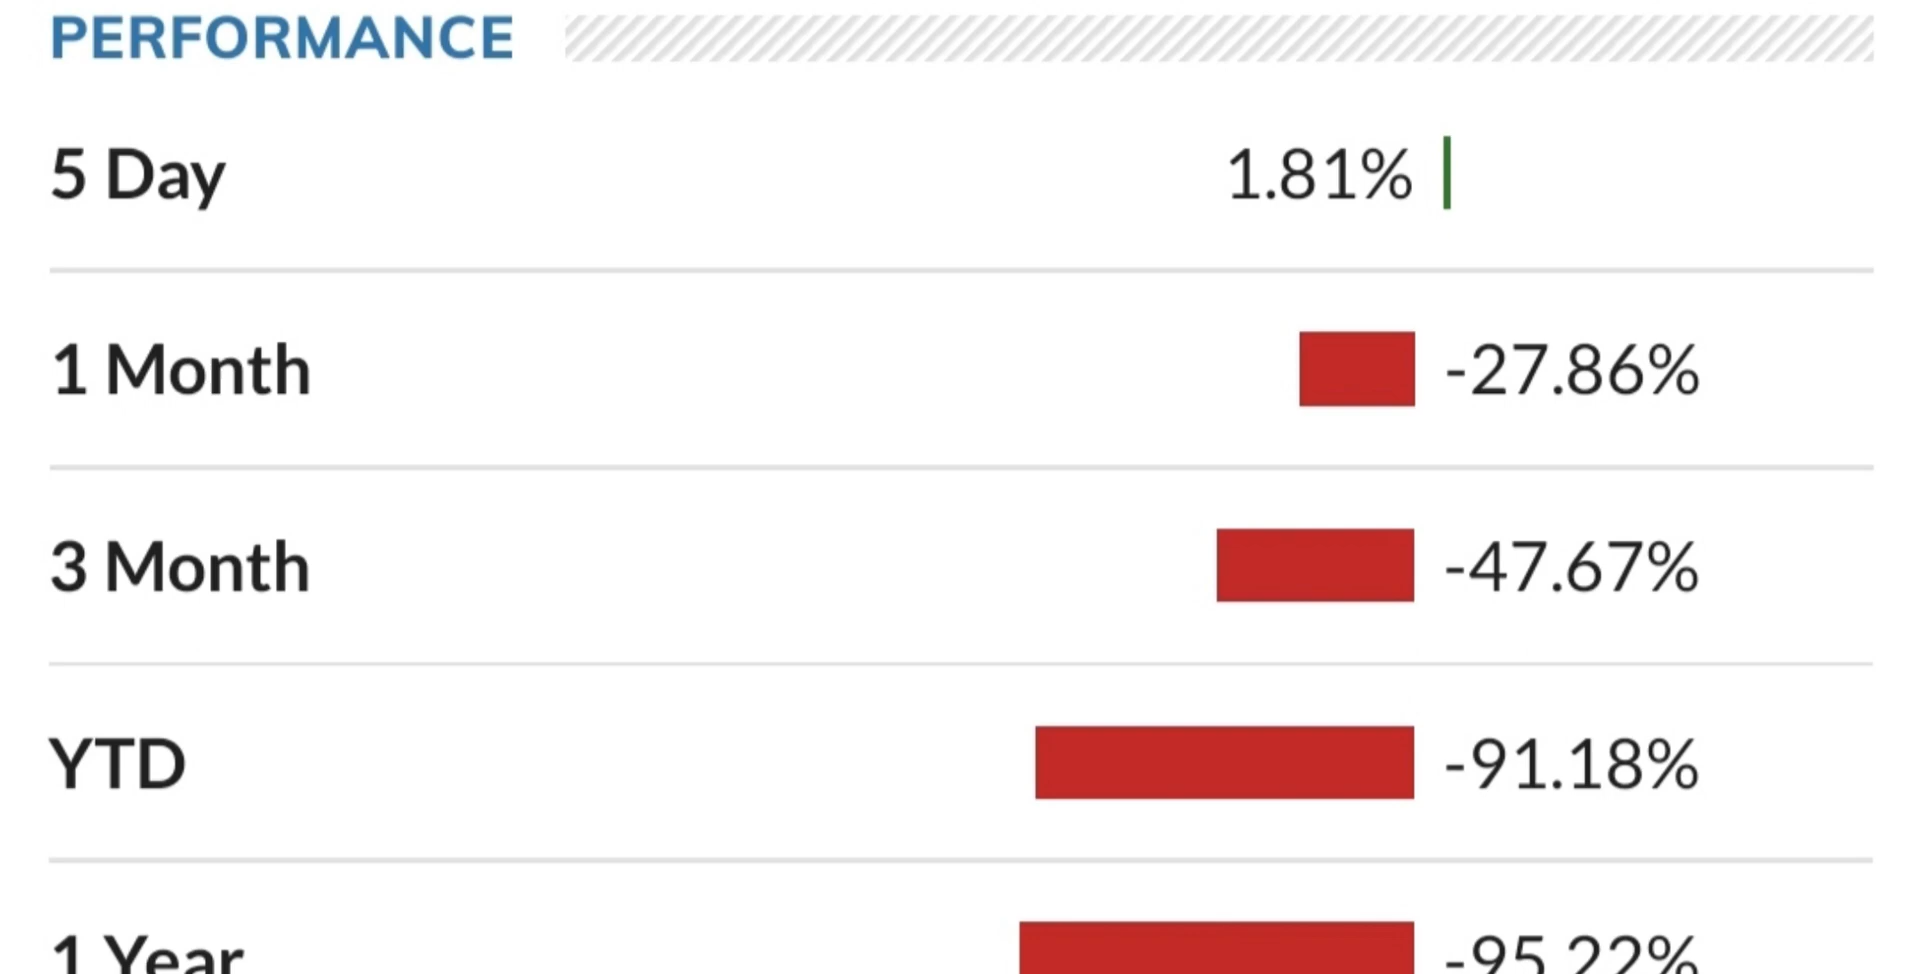 PERFORMANCE
5 Day 1.81%
1 Month -27.86%
3 Month -47.67%
YTD -91.18%
1 Year -95.22%